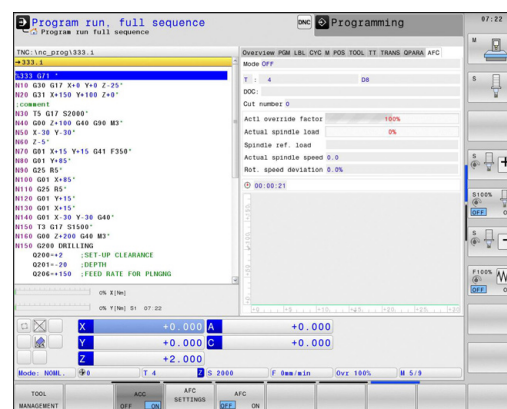 Program run, full sequence
Program run full sequence
DNC
Programming
07:22
TNC:\nc_prog\333.i
→333.i
%333 G71 *
N10 G30 G17 X+0 Y+0 Z-25*
N20 G31 X+150 Y+100 Z+0*
;comment
N30 T5 G17 S2000*
N40 G00 Z+100 G40 G90 M3*
N50 X-30 Y-30*
N60 Z-5*
N70 G01 X+15 Y+15 G41 F350*
N80 G01 Y+85*
N90 G25 R5*
N100 G01 X+85*
N110 G25 R5*
N120 G01 Y+15*
N130 G01 X+15*
N140 G01 X-30 Y-30 G40*
N150 T3 G17 S1500*
N160 G00 Z+200 G40 M3*
N150 G200 DRILLING
Q200=+2 ;SET-UP CLEARANCE
Q201=-20 ;DEPTH
Q206=+150 ;FEED RATE FOR PLNGNG
0% X[Nm]
0% Y[Nm] S1 07:22
Overview PGM LBL CYC M POS TOOL TT TRANS QPARA AFC
Mode OFF
T : 4 D8
DOC:
Cut number 0
Actl override factor 100%
Actual spindle load 0%
Spindle ref. load
Actual spindle speed 0.0
Rot. speed deviation 0.0%
00:00:21
X +0.000 A +0.000
Y +0.000 C +0.000
Z +2.000
Mode: NOML. 0 T 4 Z S 2000 F 0mm/min Ovr 100% M 5/9
TOOL MANAGEMENT
ACC
OFF ON
AFC SETTINGS
AFC
OFF ON
M
S
S
S100%
OFF
S
F100%
OFF